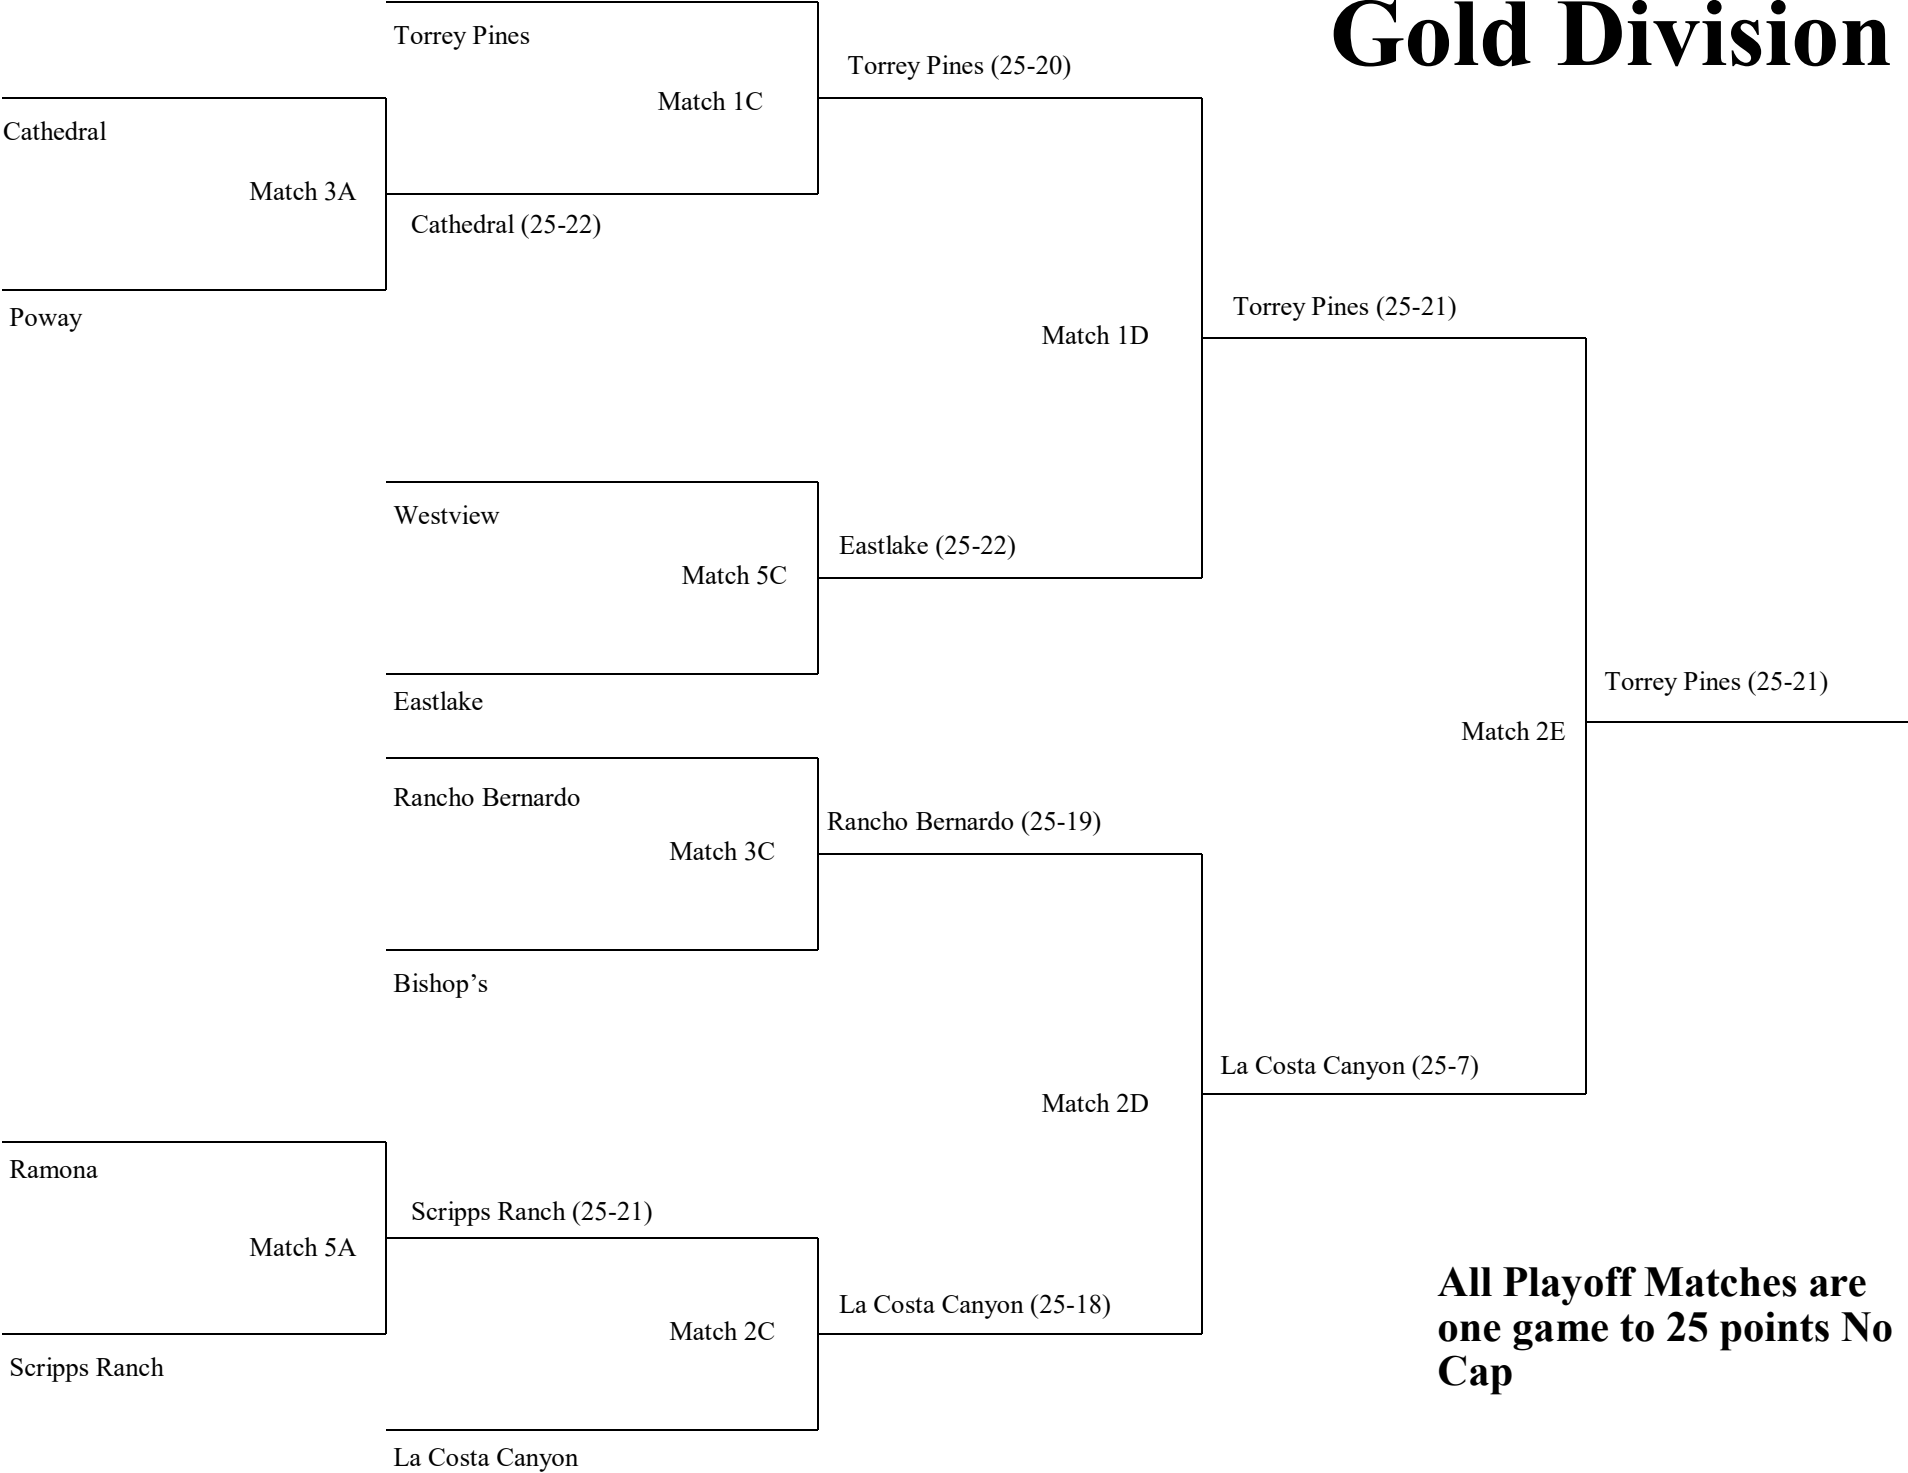 Gold Division
Torrey Pines
Torrey Pines (25-20)
Match 1C
Cathedral
Match 3A
Cathedral (25-22)
Poway
Torrey Pines (25-21)
Match 1D
Westview
Eastlake (25-22)
Match 5C
Eastlake
Torrey Pines (25-21)
Match 2E
Rancho Bernardo
Rancho Bernardo (25-19)
Match 3C
Bishop’s
La Costa Canyon (25-7)
Match 2D
Ramona
Scripps Ranch (25-21)
Match 5A
La Costa Canyon (25-18)
Match 2C
Scripps Ranch
La Costa Canyon
All Playoff Matches are
one game to 25 points No
Cap